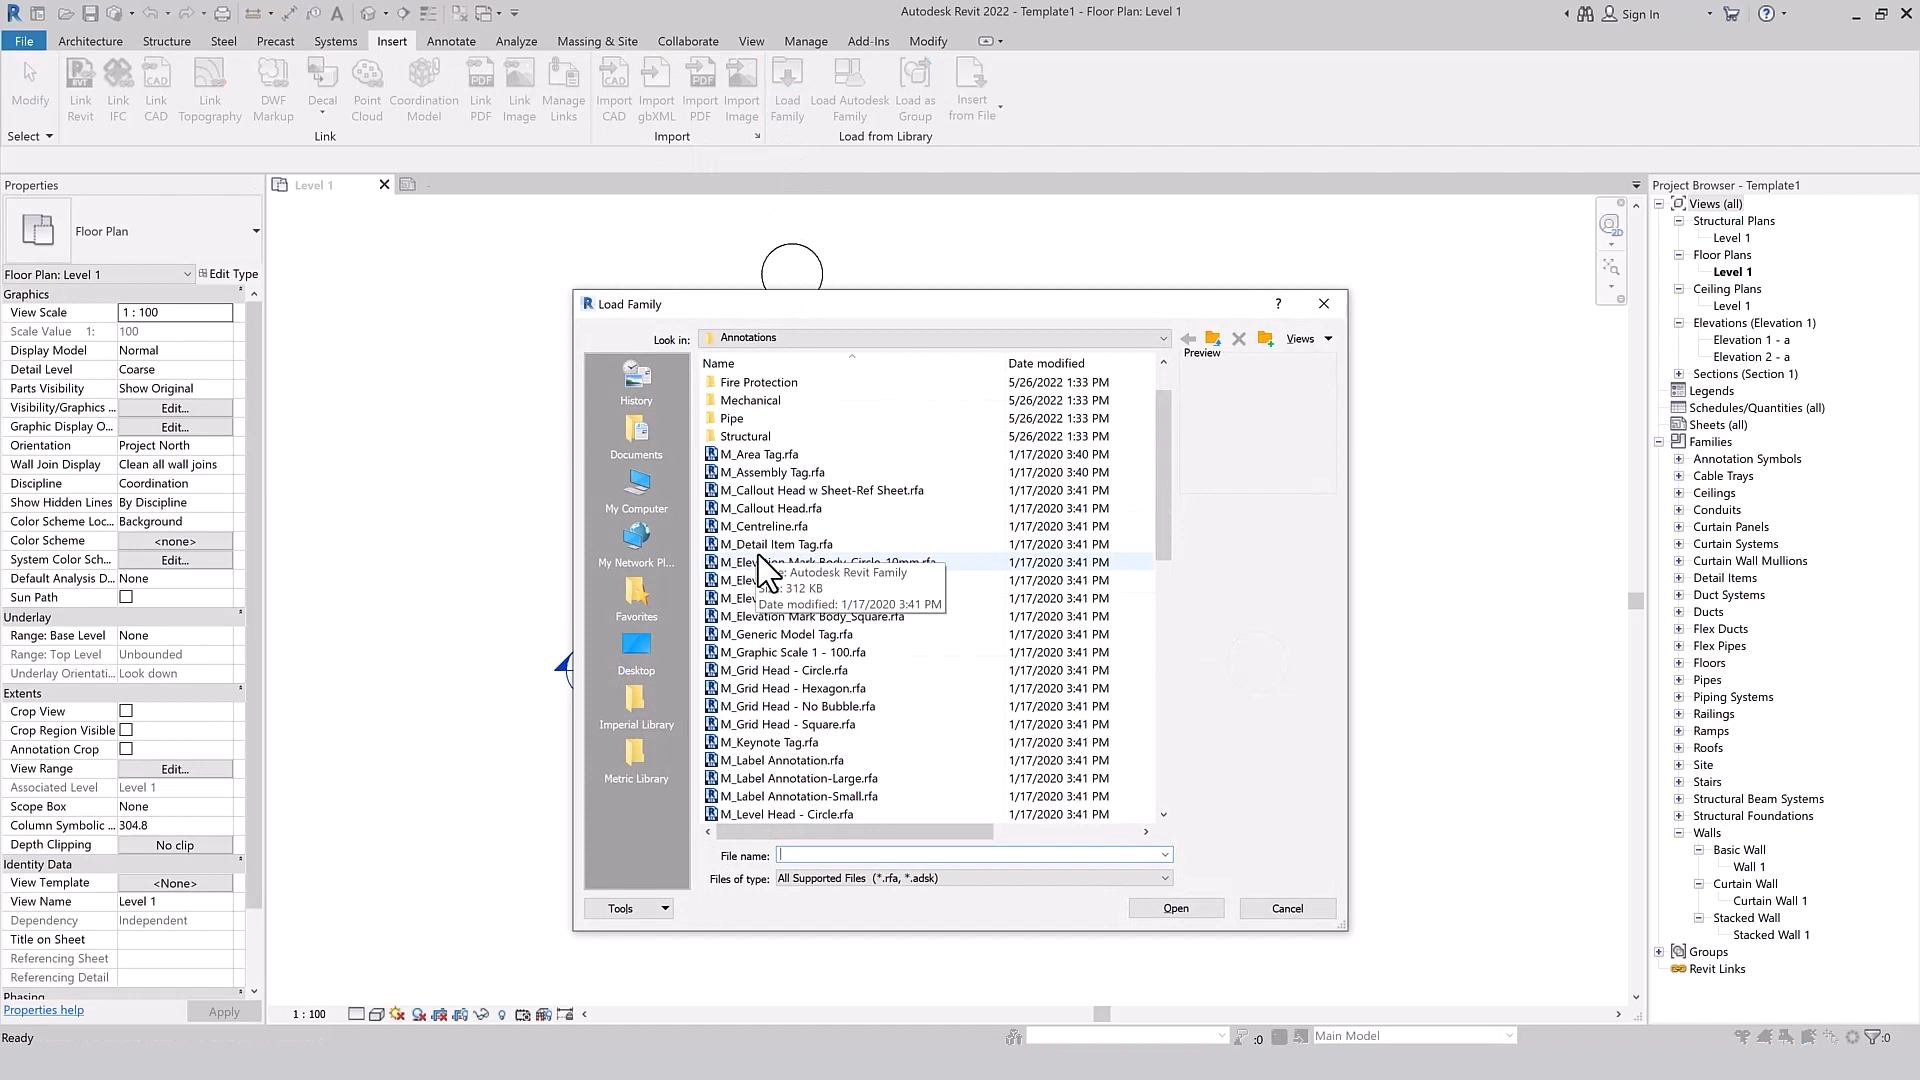 Autodesk Revit 2022 - Template1 - Floor Plan: Level 1
Sign In
File Architecture Structure Steel Precast Systems Insert Annotate Analyze Massing & Site Collaborate View Manage Add-Ins Modify
Modify
Link Revit
Link IFC
Link CAD
Link Topography
DWF Markup
Decal
Point Cloud
Coordination Model
Link PDF
Link Image
Manage Links
Import CAD
Import gbXML
Import PDF
Import Image
Load Family
Load Autodesk Family
Load as Group
Insert from File
Select
Link
Import
Load from Library
Properties
Floor Plan
Floor Plan: Level 1
Edit Type
Graphics
View Scale 1 : 100
Scale Value 1: 100
Display Model Normal
Detail Level Coarse
Parts Visibility Show Original
Visibility/Graphics ... Edit...
Graphic Display O... Edit...
Orientation Project North
Wall Join Display Clean all wall joins
Discipline Coordination
Show Hidden Lines By Discipline
Color Scheme Loc... Background
Color Scheme <none>
System Color Sch... Edit...
Default Analysis D... None
Sun Path
Underlay
Range: Base Level None
Range: Top Level Unbounded
Underlay Orientati... Look down
Extents
Crop View
Crop Region Visible
Annotation Crop
View Range Edit...
Associated Level Level 1
Scope Box None
Column Symbolic ... 304.8
Depth Clipping No clip
Identity Data
View Template <None>
View Name Level 1
Dependency Independent
Title on Sheet
Referencing Sheet
Referencing Detail
Phasing
Properties help
Apply
Ready
Level 1
-
2D
Load Family
?
Look in: Annotations
Views
Preview
History
Documents
My Computer
My Network Pl...
Favorites
Desktop
Imperial Library
Metric Library
Name Date modified
Fire Protection 5/26/2022 1:33 PM
Mechanical 5/26/2022 1:33 PM
Pipe 5/26/2022 1:33 PM
Structural 5/26/2022 1:33 PM
M_Area Tag.rfa 1/17/2020 3:40 PM
M_Assembly Tag.rfa 1/17/2020 3:40 PM
M_Callout Head w Sheet-Ref Sheet.rfa 1/17/2020 3:41 PM
M_Callout Head.rfa 1/17/2020 3:41 PM
M_Centreline.rfa 1/17/2020 3:41 PM
M_Detail Item Tag.rfa 1/17/2020 3:41 PM
Mark Body_Circle_10mm.rfa 1/17/2020 3:41 PM
1/17/2020 3:41 PM
1/17/2020 3:41 PM
: Autodesk Revit Family
312 KB
Date modified: 1/17/2020 3:41 PM
M_Elevation Mark Body_Square.rfa 1/17/2020 3:41 PM
M_Generic Model Tag.rfa 1/17/2020 3:41 PM
M_Graphic Scale 1 - 100.rfa 1/17/2020 3:41 PM
M_Grid Head - Circle.rfa 1/17/2020 3:41 PM
M_Grid Head - Hexagon.rfa 1/17/2020 3:41 PM
M_Grid Head - No Bubble.rfa 1/17/2020 3:41 PM
M_Grid Head - Square.rfa 1/17/2020 3:41 PM
M_Keynote Tag.rfa 1/17/2020 3:41 PM
M_Label Annotation.rfa 1/17/2020 3:41 PM
M_Label Annotation-Large.rfa 1/17/2020 3:41 PM
M_Label Annotation-Small.rfa 1/17/2020 3:41 PM
M_Level Head - Circle.rfa 1/17/2020 3:41 PM
File name:
Files of type: All Supported Files (*.rfa, *.adsk)
Tools
Open
Cancel
1 : 100
:0
Main Model
:0
Project Browser - Template1
Views (all)
Structural Plans
Level 1
Floor Plans
Level 1
Ceiling Plans
Level 1
Elevations (Elevation 1)
Elevation 1 - a
Elevation 2 - a
Sections (Section 1)
Legends
Schedules/Quantities (all)
Sheets (all)
Families
Annotation Symbols
Cable Trays
Ceilings
Conduits
Curtain Panels
Curtain Systems
Curtain Wall Mullions
Detail Items
Duct Systems
Ducts
Flex Ducts
Flex Pipes
Floors
Pipes
Piping Systems
Railings
Ramps
Roofs
Site
Stairs
Structural Beam Systems
Structural Foundations
Walls
Basic Wall
Wall 1
Curtain Wall
Curtain Wall 1
Stacked Wall
Stacked Wall 1
Groups
Revit Links